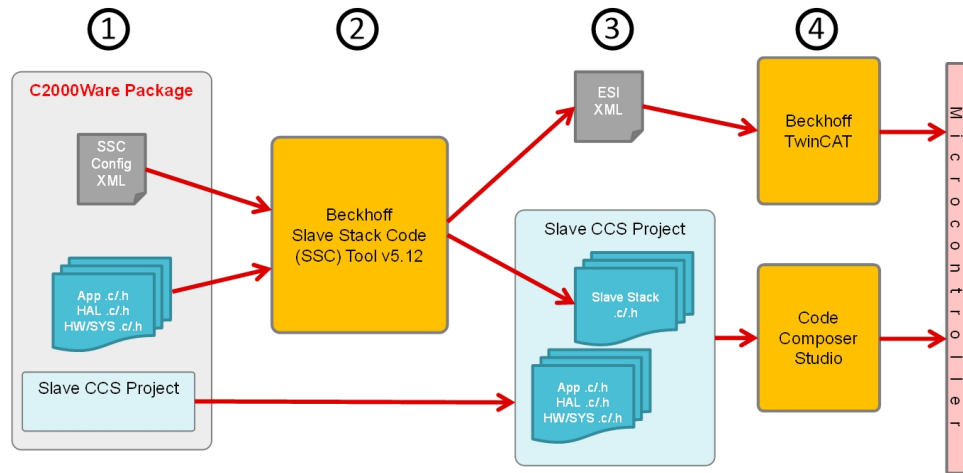 1
2
3
4
C2000Ware Package
SSC
Config
XML
App .c/.h
HAL .c/.h
HW/SYS .c/.h
Slave CCS Project
Beckhoff
Slave Stack Code
(SSC) Tool v5.12
ESI
XML
Slave CCS Project
Slave Stack
.c/.h
App .c/.h
HAL .c/.h
HW/SYS .c/.h
Beckhoff
TwinCAT
Code
Composer
Studio
Microcontroller